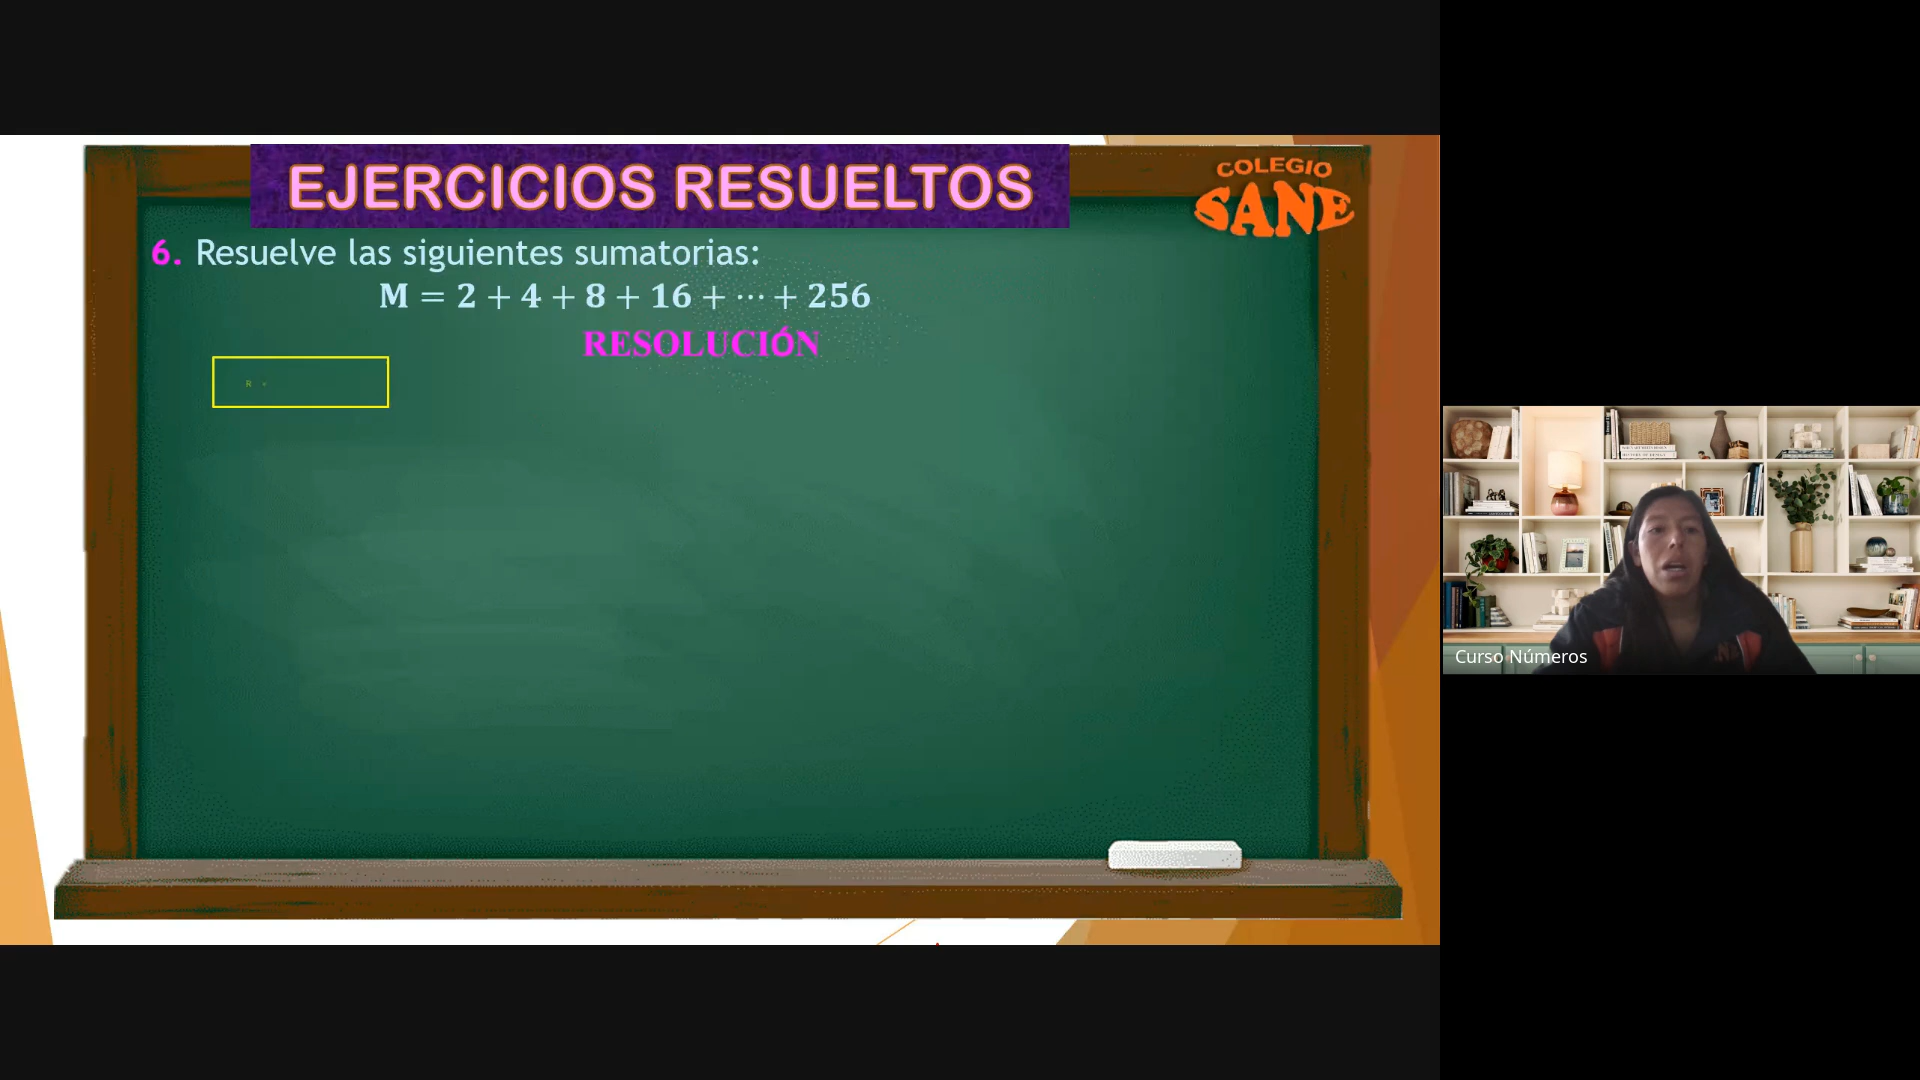 EJERCICIOS RESUELTOS
COLEGIO
SANE
6. Resuelve las siguientes sumatorias:
M = 2 + 4 + 8 + 16 + ⋯ + 256
RESOLUCIÓN
R =
Curso Números